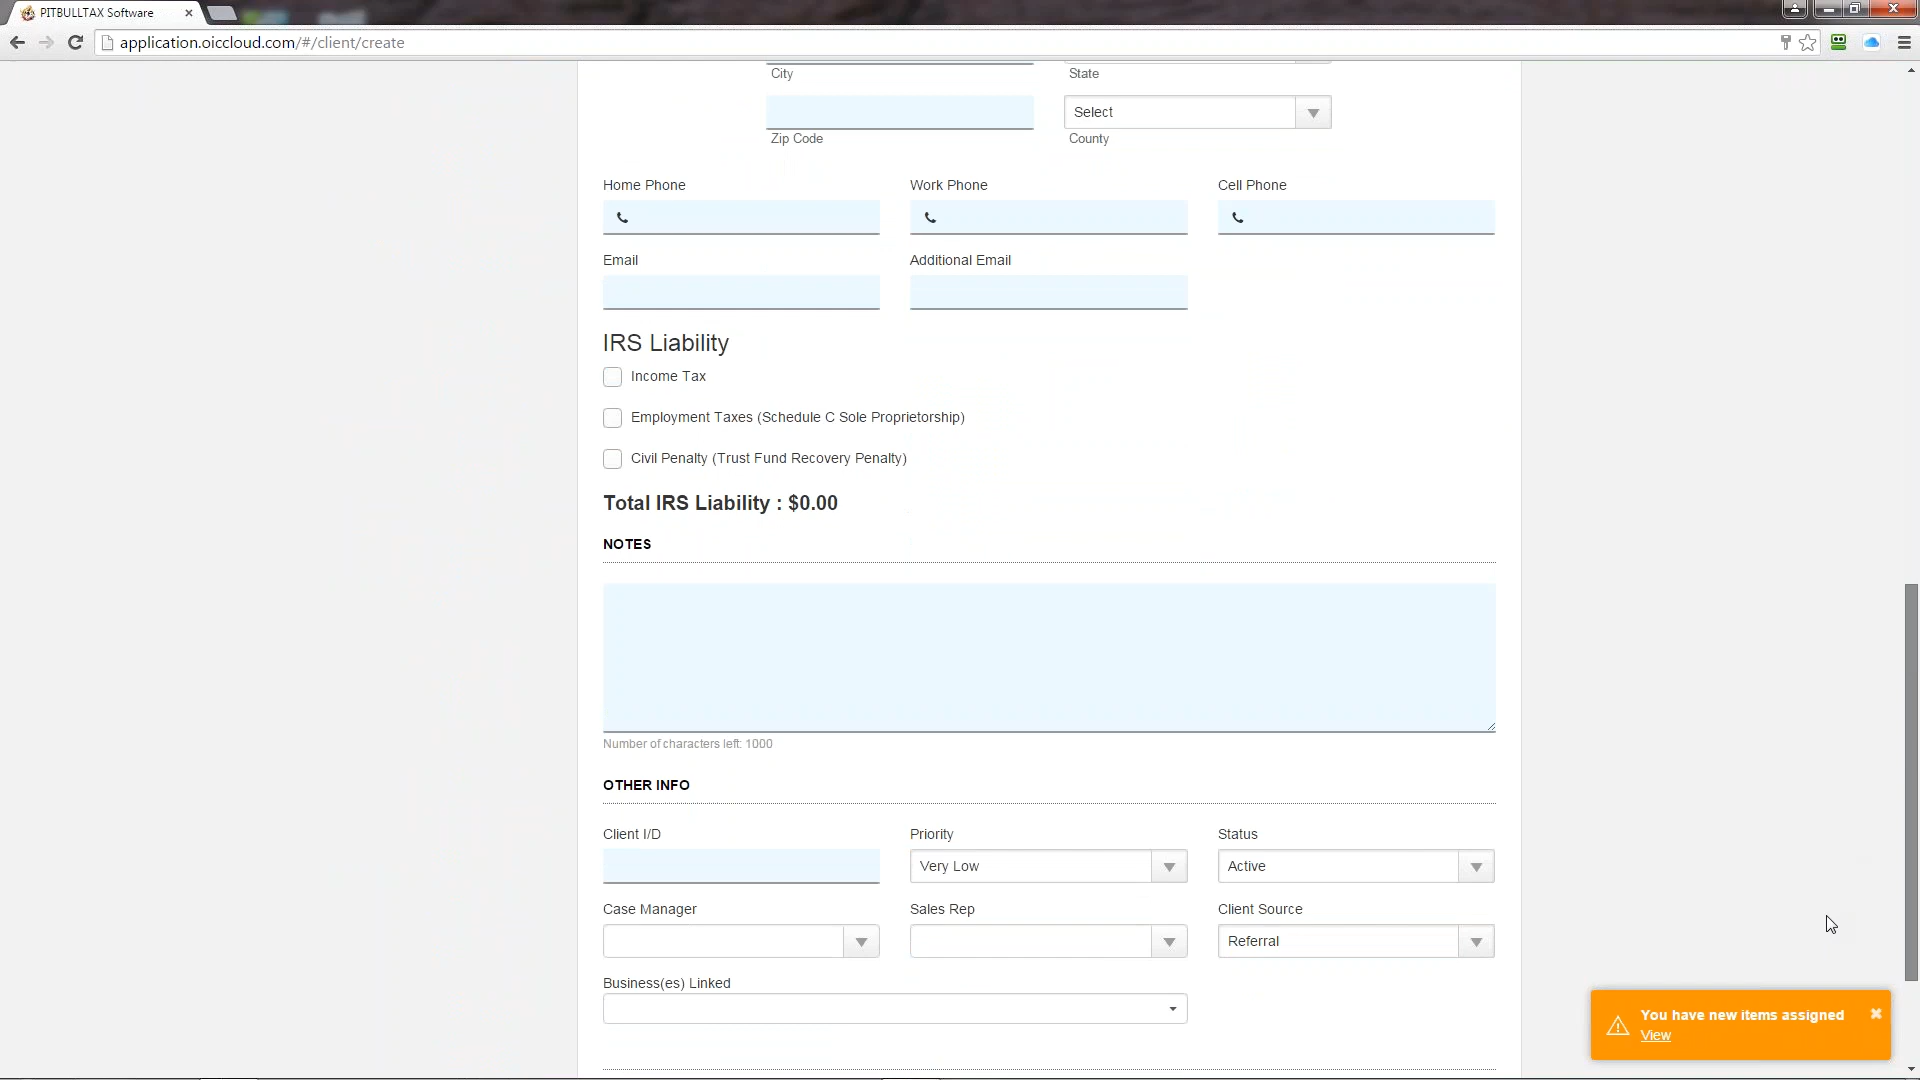 PITBULLTAX Software
application.oiccloud.com/#/client/create
City State
Select
Zip Code County
Home Phone Work Phone Cell Phone
Email Additional Email
IRS Liability
Income Tax
Employment Taxes (Schedule C Sole Proprietorship)
Civil Penalty (Trust Fund Recovery Penalty)
Total IRS Liability : $0.00
NOTES
Number of characters left: 1000
OTHER INFO
Client I/D Priority Status
Very Low Active
Case Manager Sales Rep Client Source
Referral
Business(es) Linked
You have new items assigned
View